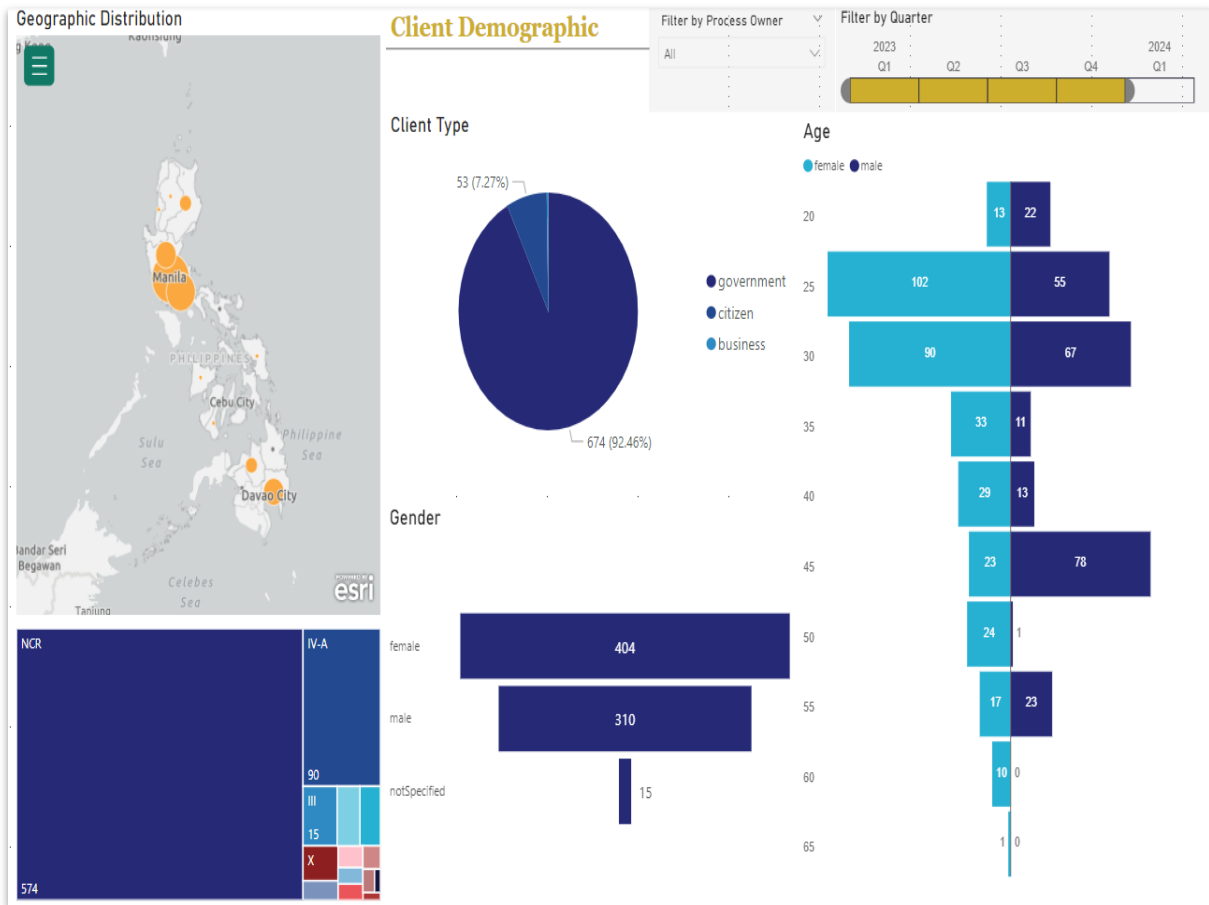 Geographic Distribution
Client Demographic
Filter by Process Owner
All
Filter by Quarter
2023
2024
Q1
Q2
Q3
Q4
Q1
Kaohsiung
Manila
PHILIPPINES
Cebu City
Sulu
Sea
Philippine
Sea
Davao City
Bandar Seri
Begawan
Celebes
Sea
Tanjung
POWERED BY
esri
NCR
574
IV-A
90
III
15
X
Client Type
53 (7.27%)
674 (92.46%)
government
citizen
business
Gender
female
404
male
310
notSpecified
15
Age
female male
20 13 22
25 102 55
30 90 67
35 33 11
40 29 13
45 23 78
50 24 1
55 17 23
60 10 0
65 1 0